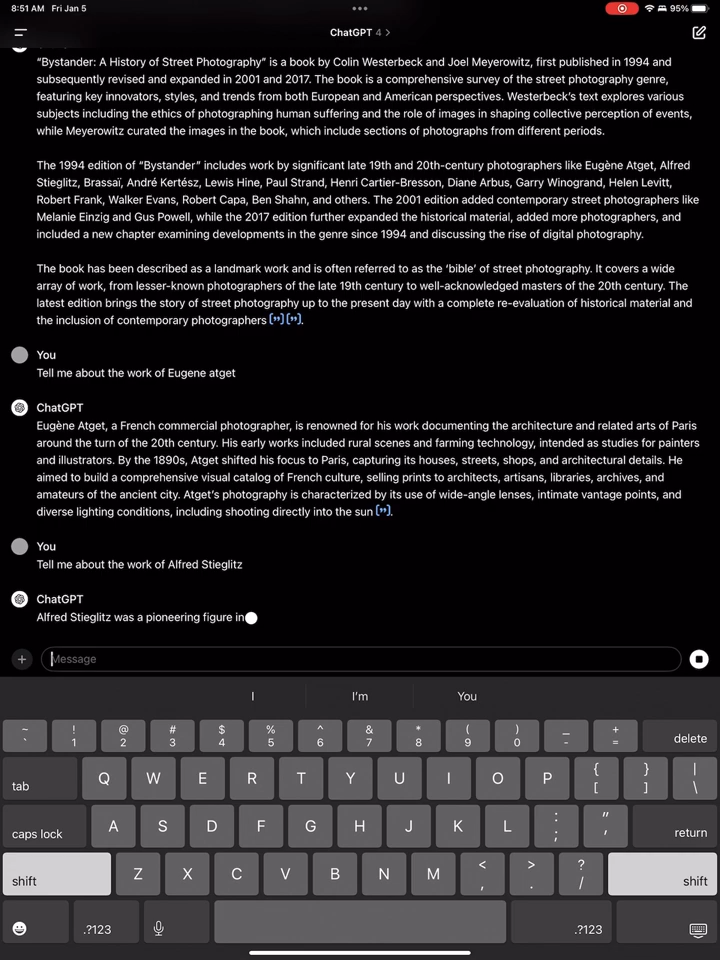 8:51 AM Fri Jan 5
95%
ChatGPT 4 >
“Bystander: A History of Street Photography” is a book by Colin Westerbeck and Joel Meyerowitz, first published in 1994 and
subsequently revised and expanded in 2001 and 2017. The book is a comprehensive survey of the street photography genre,
featuring key innovators, styles, and trends from both European and American perspectives. Westerbeck’s text explores various
subjects including the ethics of photographing human suffering and the role of images in shaping collective perception of events,
while Meyerowitz curated the images in the book, which include sections of photographs from different periods.
The 1994 edition of “Bystander” includes work by significant late 19th and 20th-century photographers like Eugène Atget, Alfred
Stieglitz, Brassaï, André Kertész, Lewis Hine, Paul Strand, Henri Cartier-Bresson, Diane Arbus, Garry Winogrand, Helen Levitt,
Robert Frank, Walker Evans, Robert Capa, Ben Shahn, and others. The 2001 edition added contemporary street photographers like
Melanie Einzig and Gus Powell, while the 2017 edition further expanded the historical material, added more photographers, and
included a new chapter examining developments in the genre since 1994 and discussing the rise of digital photography.
The book has been described as a landmark work and is often referred to as the ‘bible’ of street photography. It covers a wide
array of work, from lesser-known photographers of the late 19th century to well-acknowledged masters of the 20th century. The
latest edition brings the story of street photography up to the present day with a complete re-evaluation of historical material and
the inclusion of contemporary photographers [”] [”].
You
Tell me about the work of Eugene atget
ChatGPT
Eugène Atget, a French commercial photographer, is renowned for his work documenting the architecture and related arts of Paris
around the turn of the 20th century. His early works included rural scenes and farming technology, intended as studies for painters
and illustrators. By the 1890s, Atget shifted his focus to Paris, capturing its houses, streets, shops, and architectural details. He
aimed to build a comprehensive visual catalog of French culture, selling prints to architects, artisans, libraries, archives, and
amateurs of the ancient city. Atget’s photography is characterized by its use of wide-angle lenses, intimate vantage points, and
diverse lighting conditions, including shooting directly into the sun [”].
You
Tell me about the work of Alfred Stieglitz
ChatGPT
Alfred Stieglitz was a pioneering figure in
Message
I I’m You
~ ! @ # $ % ^ & * ( ) _ +
` 1 2 3 4 5 6 7 8 9 0 - = delete
tab Q W E R T Y U I O P { [ } ] | \
caps lock A S D F G H J K L : ; ” ’ return
shift Z X C V B N M < , > . ? / shift
.?123 .?123